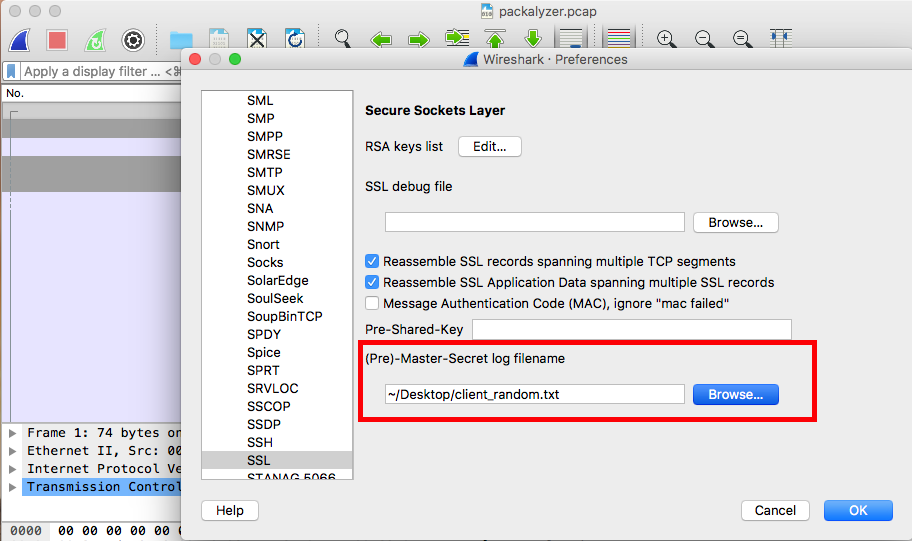 packalyzer.pcap
Apply a display filter ... <⌘
Wireshark · Preferences
No.
SML
SMP
SMPP
SMRSE
SMTP
SMUX
SNA
SNMP
Snort
Socks
SolarEdge
SoulSeek
SoupBinTCP
SPDY
Spice
SPRT
SRVLOC
SSCOP
SSDP
SSH
SSL
STANAG 5066
Secure Sockets Layer
RSA keys list Edit...
SSL debug file
Browse...
Reassemble SSL records spanning multiple TCP segments
Reassemble SSL Application Data spanning multiple SSL records
Message Authentication Code (MAC), ignore "mac failed"
Pre-Shared-Key
(Pre)-Master-Secret log filename
~/Desktop/client_random.txt Browse...
Frame 1: 74 bytes on
Ethernet II, Src: 00
Internet Protocol Ve
Transmission Control
0000 00 00 00 00 00 0
Help Cancel OK